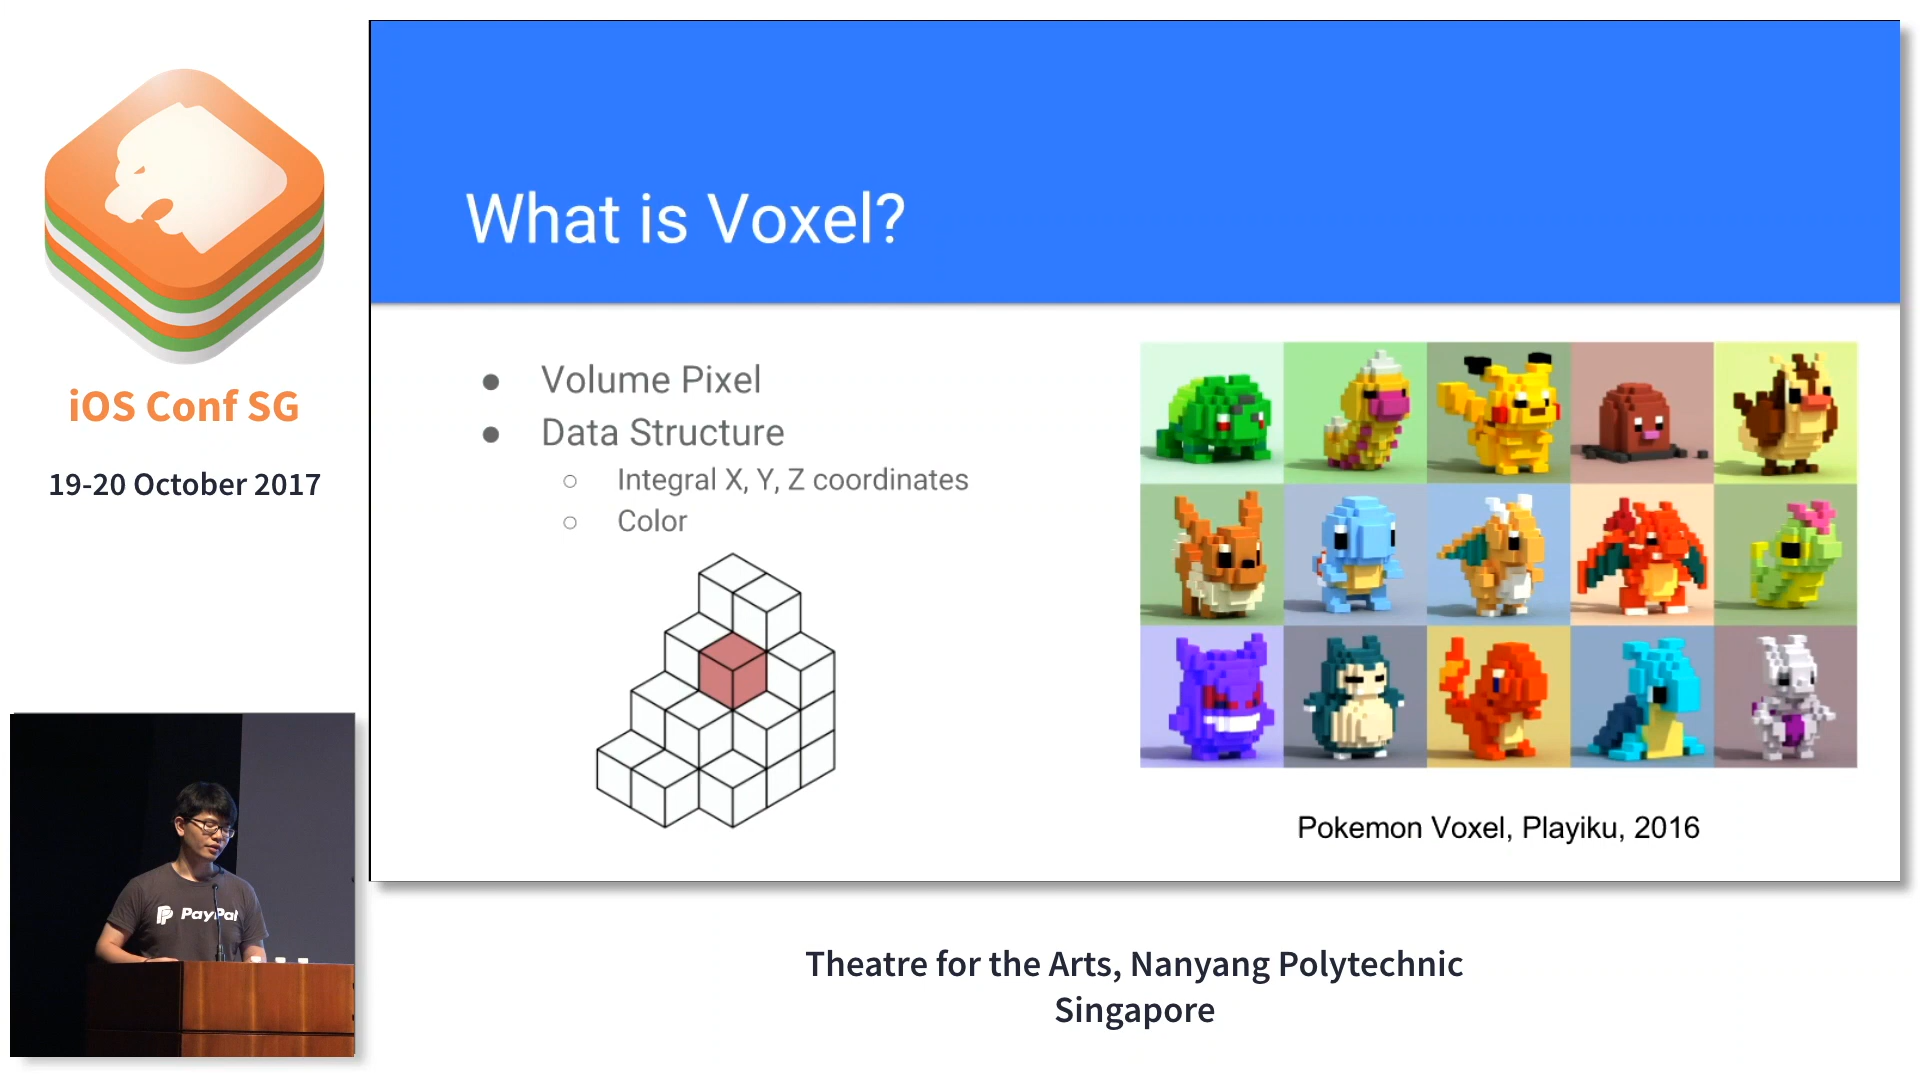 iOS Conf SG
19-20 October 2017
What is Voxel?
Volume Pixel
Data Structure
Integral X, Y, Z coordinates
Color
Pokemon Voxel, Playiku, 2016
PayPal
Theatre for the Arts, Nanyang Polytechnic
Singapore